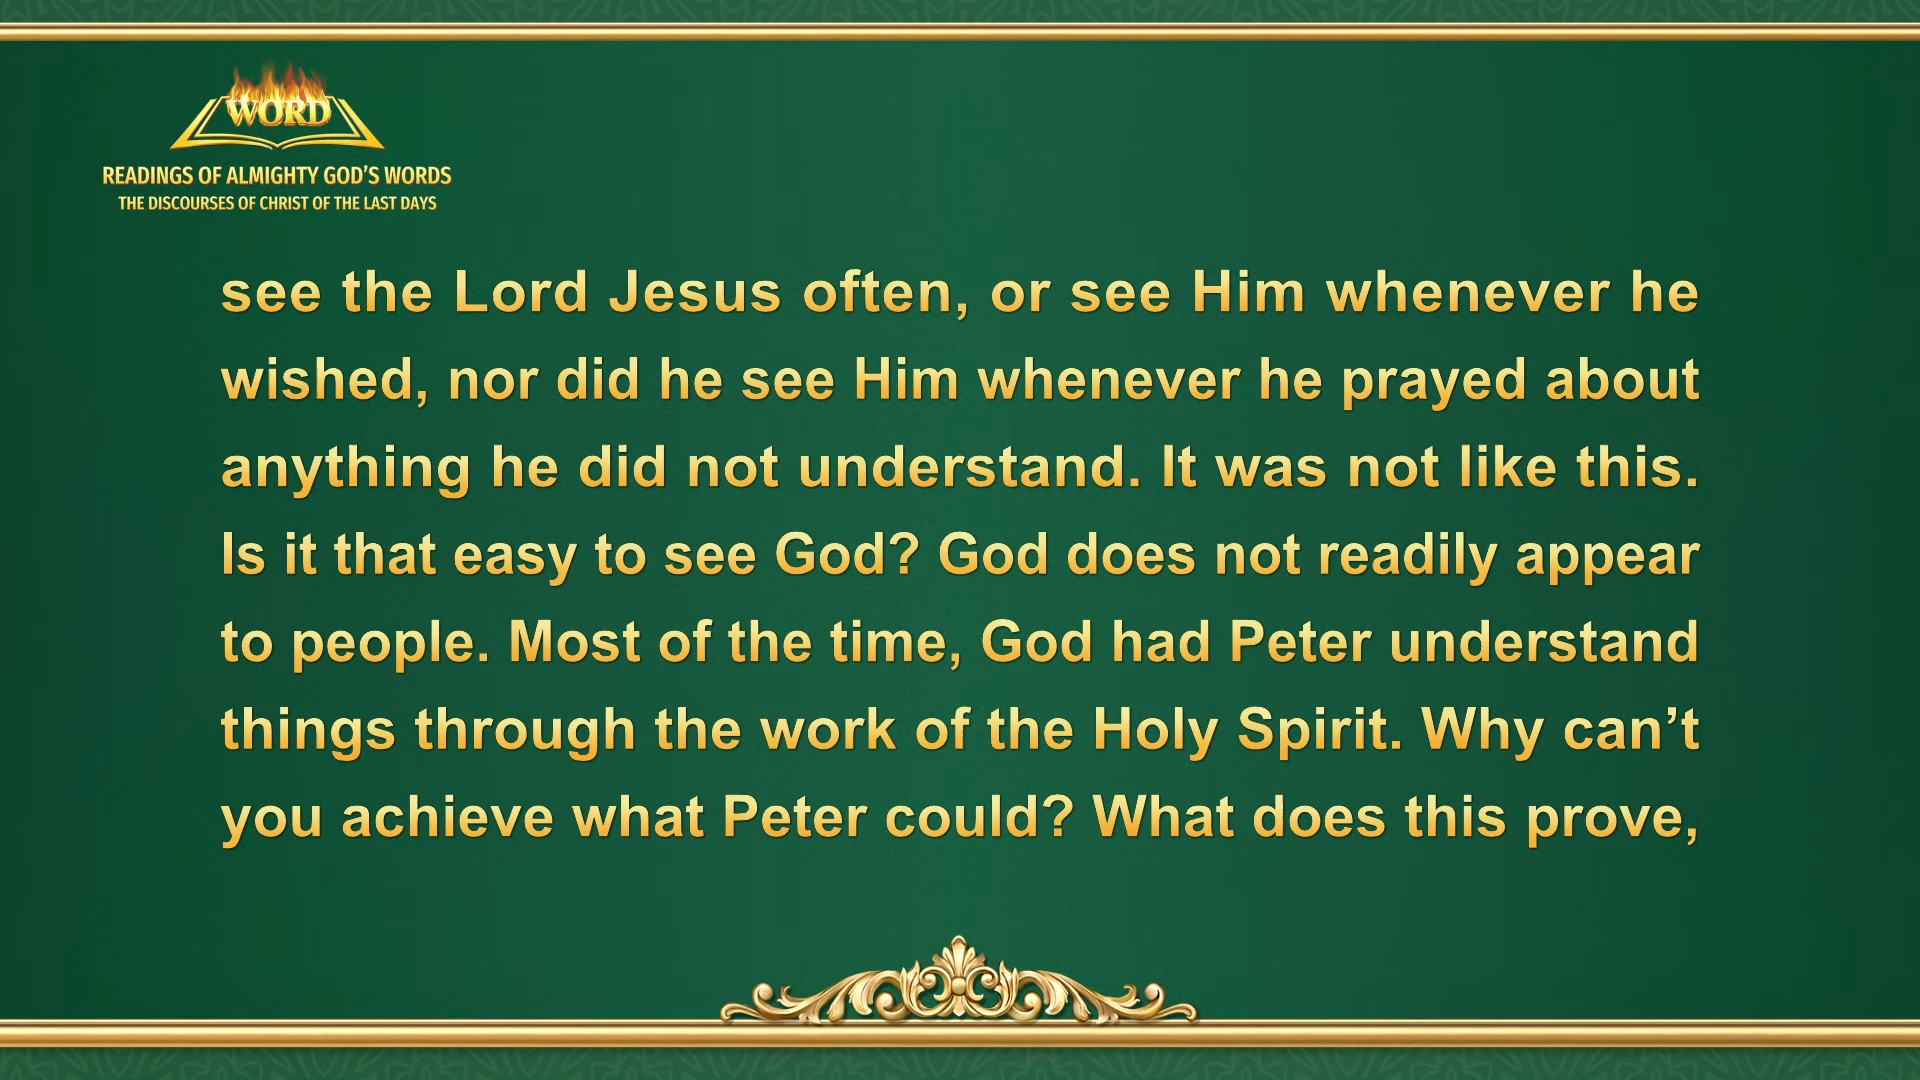 WORD
READINGS OF ALMIGHTY GOD'S WORDS
THE DISCOURSES OF CHRIST OF THE LAST DAYS
see the Lord Jesus often, or see Him whenever he
wished, nor did he see Him whenever he prayed about
anything he did not understand. It was not like this.
Is it that easy to see God? God does not readily appear
to people. Most of the time, God had Peter understand
things through the work of the Holy Spirit. Why can’t
you achieve what Peter could? What does this prove,